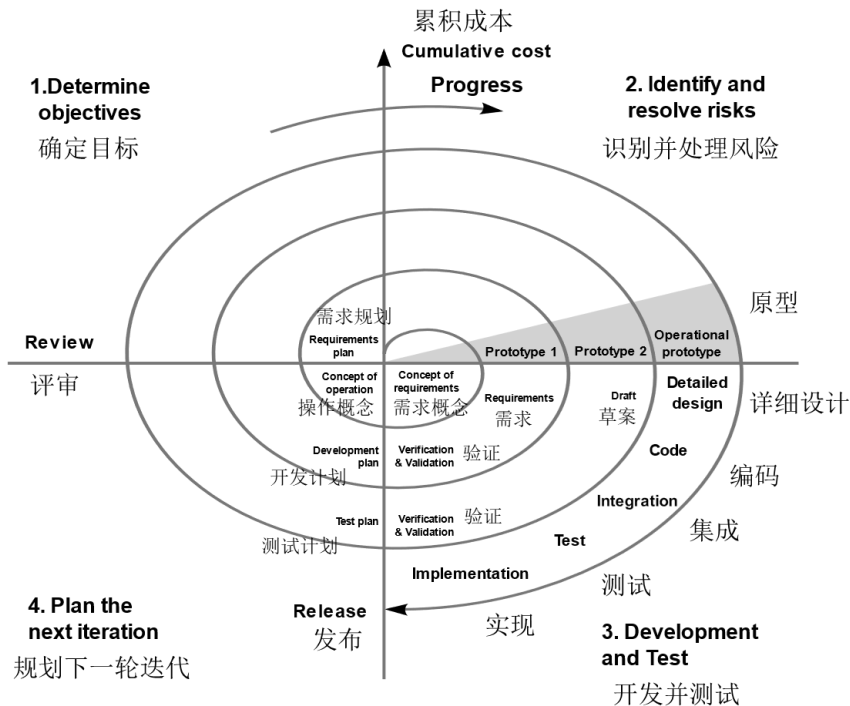 累积成本
Cumulative cost
Progress
1.Determine
objectives
确定目标
2. Identify and
resolve risks
识别并处理风险
原型
需求规划
Requirements
plan
Prototype 1
Prototype 2
Operational
prototype
Review
评审
Concept of
operation
操作概念
Concept of
requirements
需求概念
Requirements
需求
Draft
草案
Detailed
design
详细设计
Development
plan
开发计划
Verification
& Validation
验证
Code
编码
Integration
集成
Test plan
测试计划
Verification
& Validation
验证
Test
测试
Implementation
实现
Release
发布
4. Plan the
next iteration
规划下一轮迭代
3. Development
and Test
开发并测试